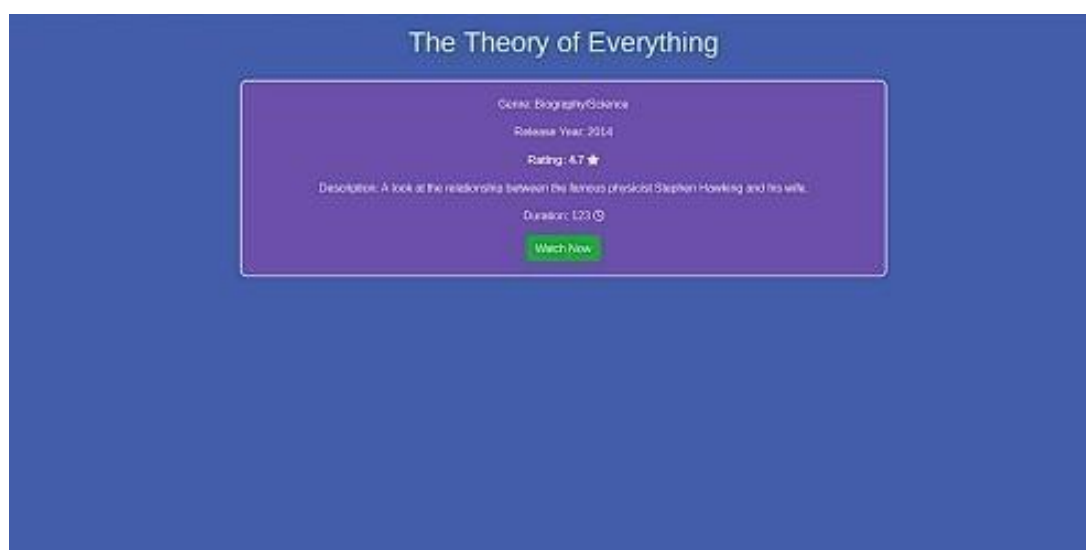 The Theory of Everything
Genre: Biography/Science
Release Year: 2014
Rating: 4.7
Description: A look at the relationship between the famous physicist Stephen Hawking and his wife.
Duration: 123
Watch Now